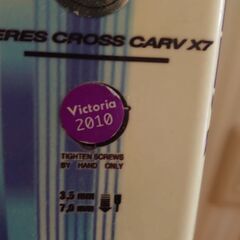 ERES CROSS CARV X7
Victoria
2010
TIGHTEN SCREWS
BY HAND ONLY
3,5 mm
7,0 mm